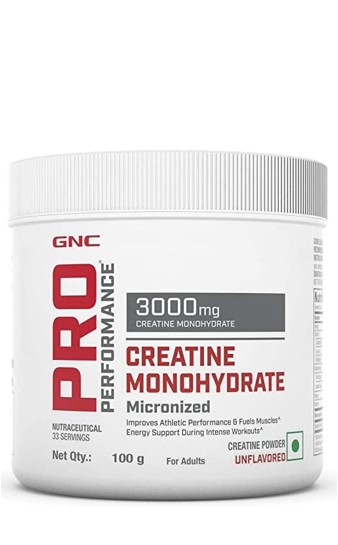 GNC
PRO
PERFORMANCE®
3000mg
CREATINE MONOHYDRATE
CREATINE
MONOHYDRATE
Micronized
Improves Athletic Performance & Fuels Muscles^
Energy Support During Intense Workouts^
NUTRACEUTICAL
33 SERVINGS
CREATINE POWDER
UNFLAVORED
Net Qty.: 100 g
For Adults